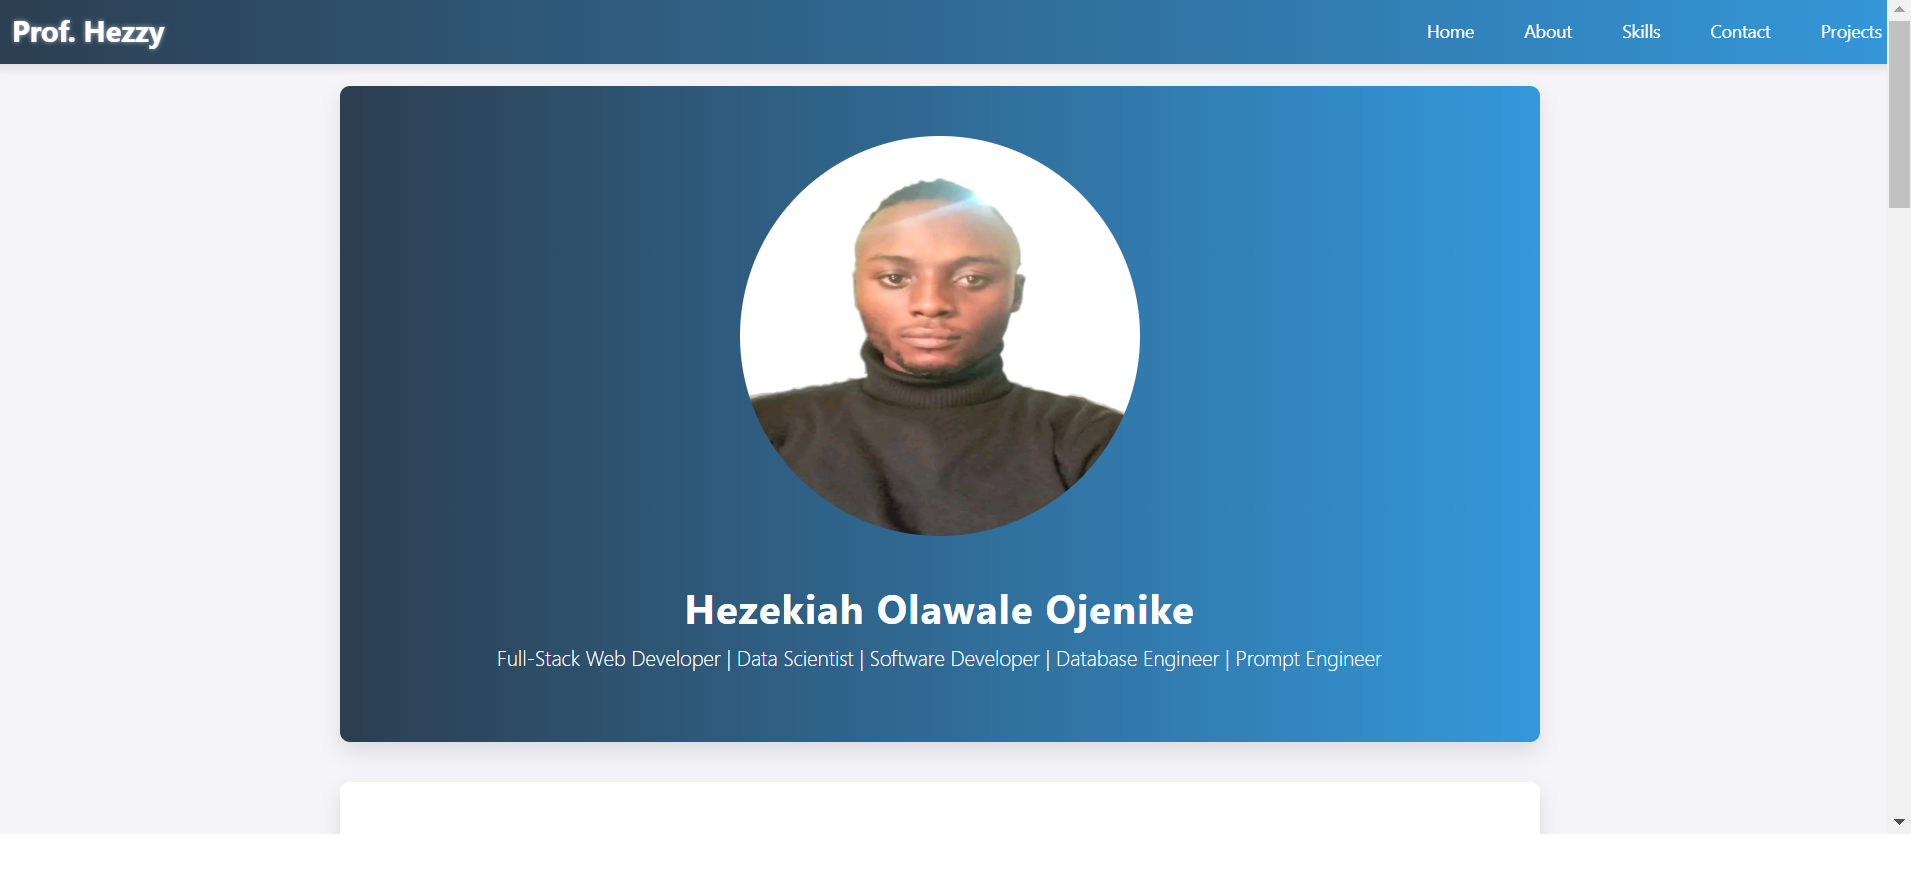 Prof. Hezzy
Home About Skills Contact Projects
Hezekiah Olawale Ojenike
Full-Stack Web Developer | Data Scientist | Software Developer | Database Engineer | Prompt Engineer